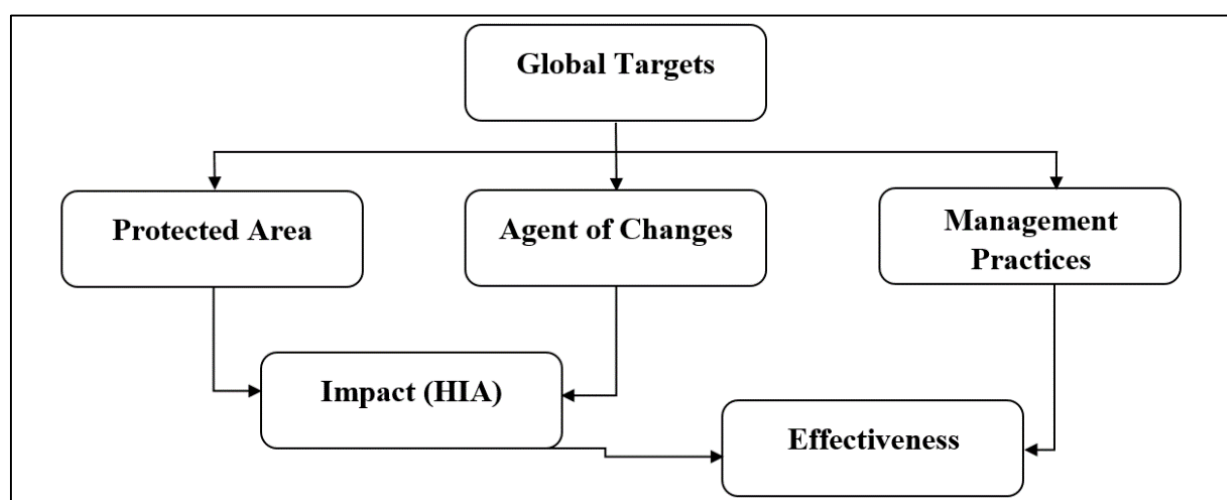 Global Targets
Protected Area
Agent of Changes
Management
Practices
Impact (HIA)
Effectiveness